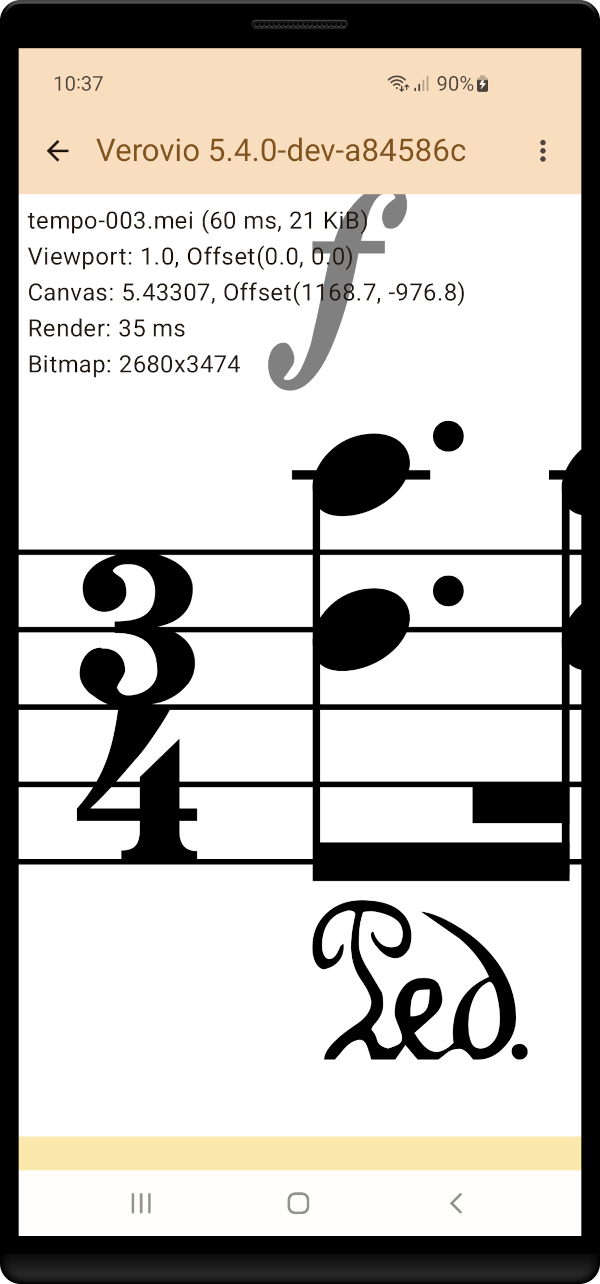 10:37 90%
Verovio 5.4.0-dev-a84586c
tempo-003.mei (60 ms, 21 KiB)
Viewport: 1.0, Offset(0.0, 0.0)
Canvas: 5.43307, Offset(1168.7, -976.8)
Render: 35 ms
Bitmap: 2680x3474
f
3
4
Ped.